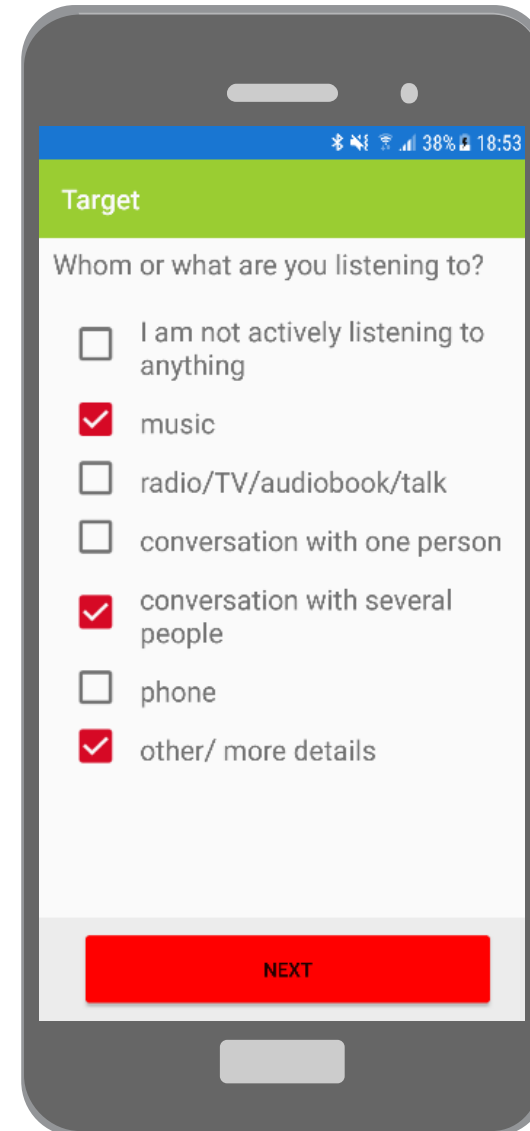 38% 18:53
Target
Whom or what are you listening to?
I am not actively listening to
anything
music
radio/TV/audiobook/talk
conversation with one person
conversation with several
people
phone
other/ more details
NEXT